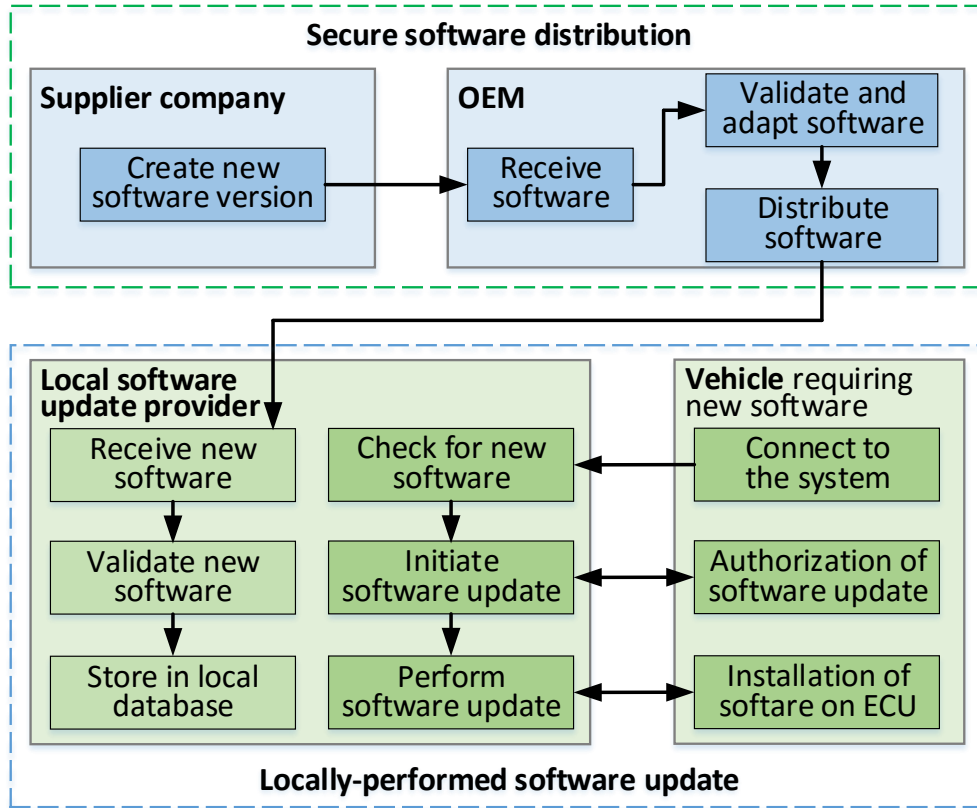 Secure software distribution
Supplier company
Create new
software version
OEM
Receive
software
Validate and
adapt software
Distribute
software
Local software
update provider
Receive new
software
Validate new
software
Store in local
database
Check for new
software
Initiate
software update
Perform
software update
Vehicle requiring
new software
Connect to
the system
Authorization of
software update
Installation of
softare on ECU
Locally-performed software update